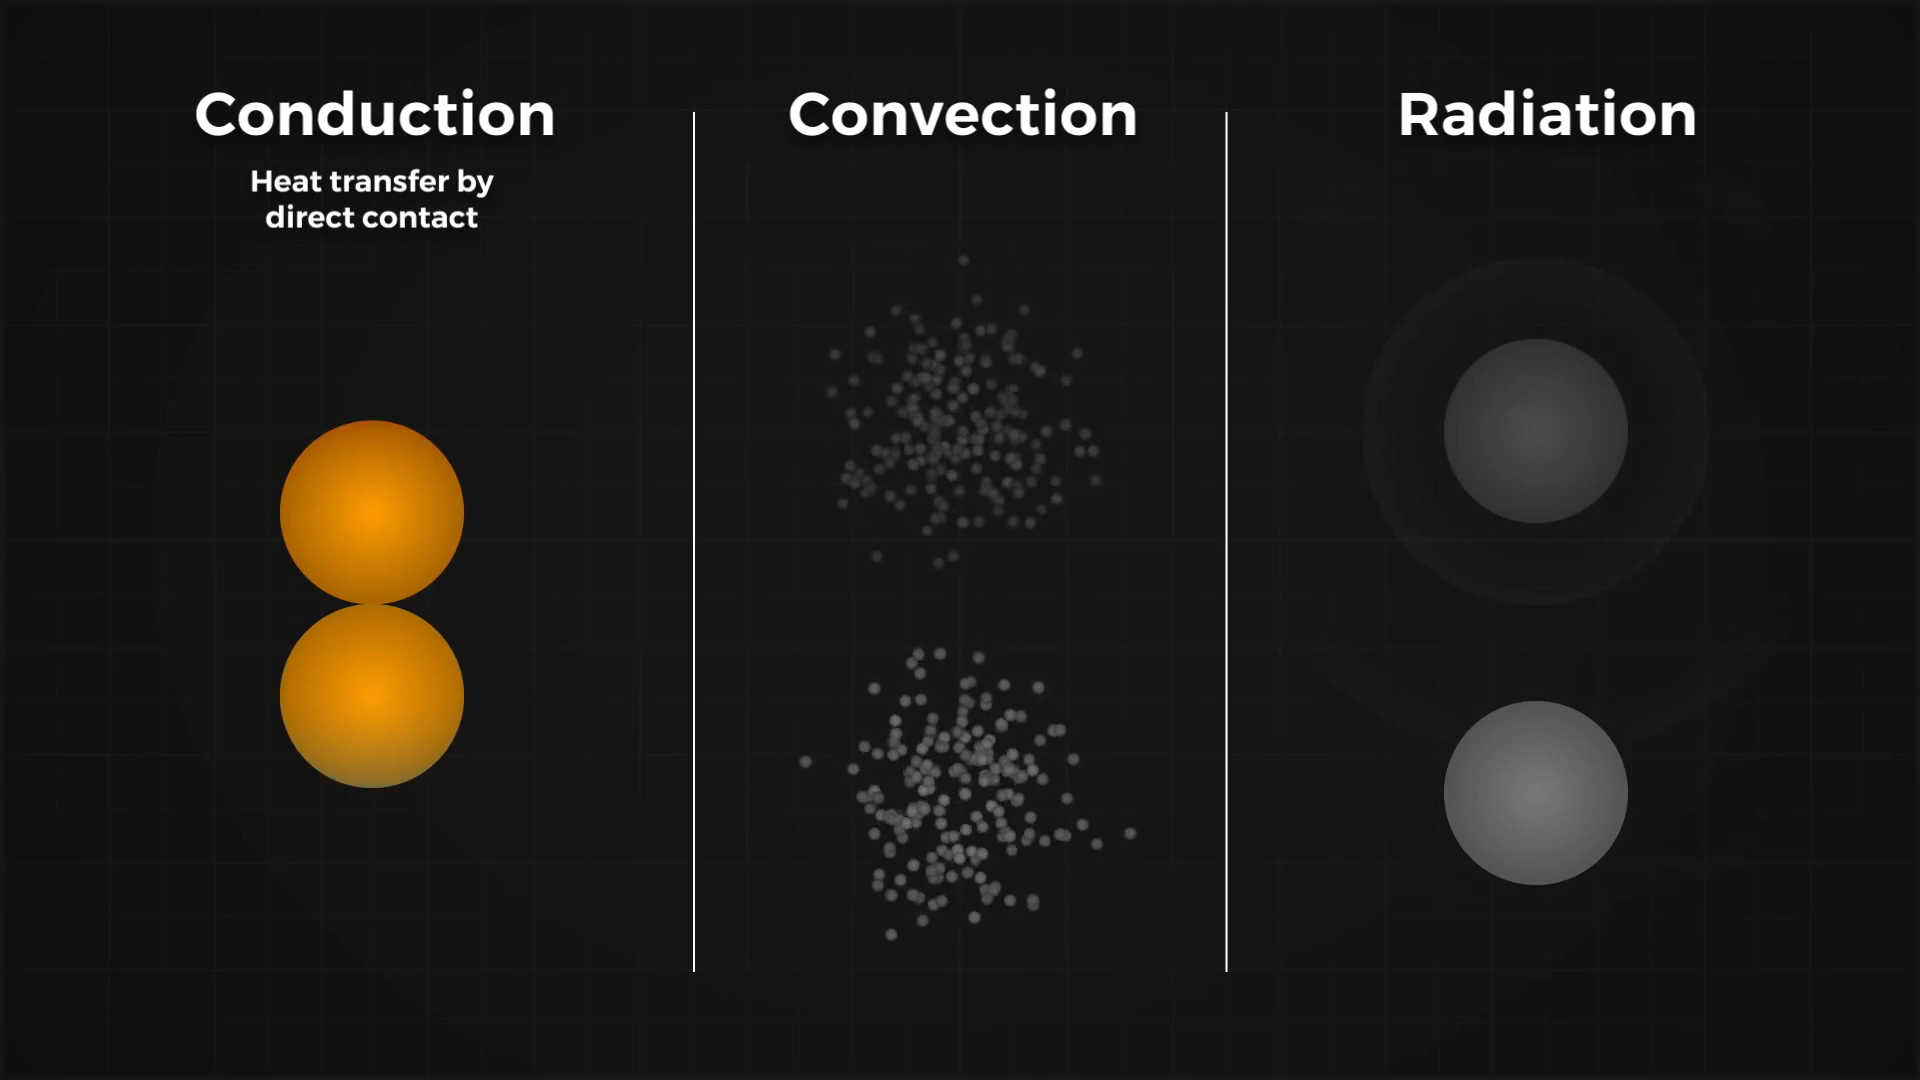 Conduction
Heat transfer by
direct contact
Convection
Radiation